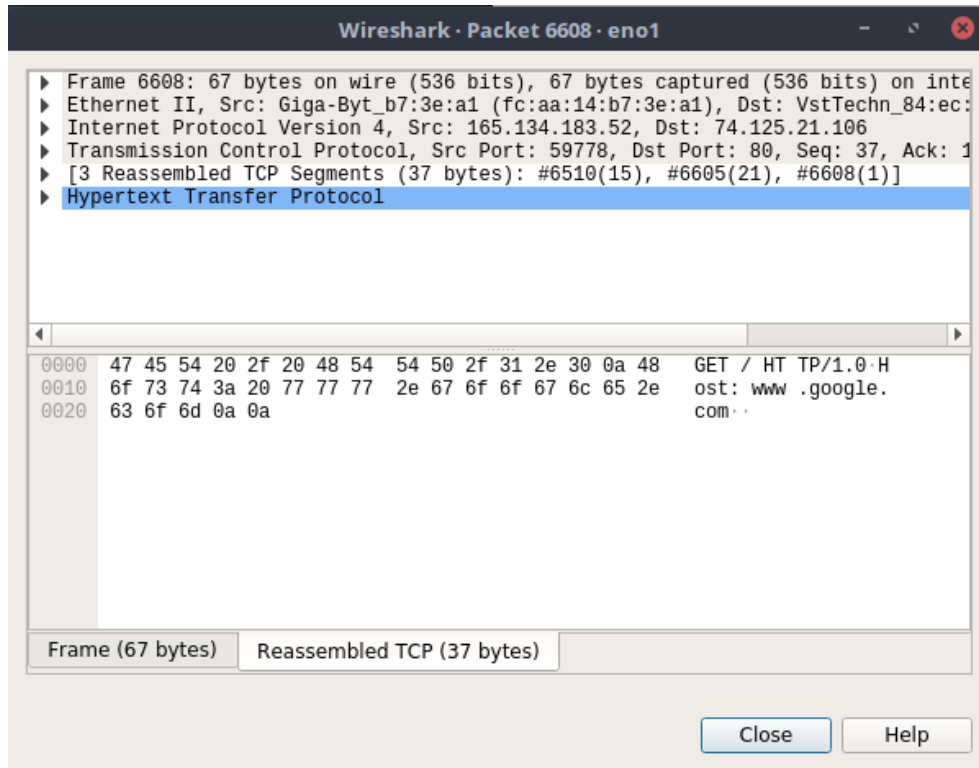 Wireshark · Packet 6608 · eno1
Frame 6608: 67 bytes on wire (536 bits), 67 bytes captured (536 bits) on inte
Ethernet II, Src: Giga-Byt_b7:3e:a1 (fc:aa:14:b7:3e:a1), Dst: VstTechn_84:ec:
Internet Protocol Version 4, Src: 165.134.183.52, Dst: 74.125.21.106
Transmission Control Protocol, Src Port: 59778, Dst Port: 80, Seq: 37, Ack: 1
[3 Reassembled TCP Segments (37 bytes): #6510(15), #6605(21), #6608(1)]
Hypertext Transfer Protocol
0000 47 45 54 20 2f 20 48 54 54 50 2f 31 2e 30 0a 48 GET / HT TP/1.0·H
0010 6f 73 74 3a 20 77 77 77 2e 67 6f 6f 67 6c 65 2e ost: www .google.
0020 63 6f 6d 0a 0a com··
Frame (67 bytes) Reassembled TCP (37 bytes)
Close Help